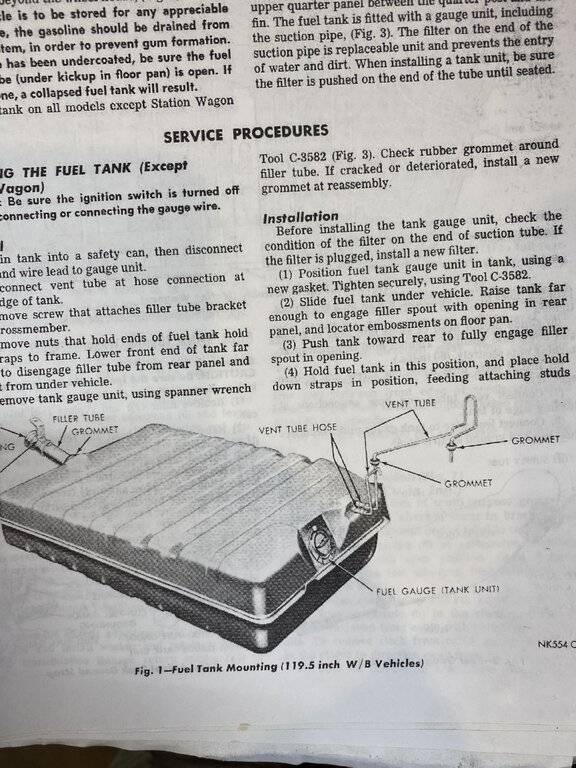 le is to be stored for any appreciable
e, the gasoline should be drained from
tem, in order to prevent gum formation.
has been undercoated, be sure the fuel
be (under kickup in floor pan) is open. If
ne, a collapsed fuel tank will result.
tank on all models except Station Wagon
upper quarter panel between the quarter
fin. The fuel tank is fitted with a gauge unit, including
the suction pipe, (Fig. 3). The filter on the end of the
suction pipe is replaceable unit and prevents the entry
of water and dirt. When installing a tank unit, be sure
the filter is pushed on the end of the tube until seated.
SERVICE PROCEDURES
NG THE FUEL TANK (Except
Wagon)
: Be sure the ignition switch is turned off
connecting or connecting the gauge wire.
l
in tank into a safety can, then disconnect
nd wire lead to gauge unit.
connect vent tube at hose connection at
dge of tank.
move screw that attaches filler tube bracket
rossmember.
move nuts that hold ends of fuel tank hold
raps to frame. Lower front end of tank far
to disengage filler tube from rear panel and
t from under vehicle.
emove tank gauge unit, using spanner wrench
Tool C-3582 (Fig. 3). Check rubber grommet around
filler tube. If cracked or deteriorated, install a new
grommet at reassembly.
Installation
Before installing the tank gauge unit, check the
condition of the filter on the end of suction tube. If
the filter is plugged, install a new filter.
(1) Position fuel tank gauge unit in tank, using a
new gasket. Tighten securely, using Tool C-3582.
(2) Slide fuel tank under vehicle. Raise tank far
enough to engage filler spout with opening in rear
panel, and locator embossments on floor pan.
(3) Push tank toward rear to fully engage filler
spout in opening.
(4) Hold fuel tank in this position, and place hold
down straps in position, feeding attaching studs
FILLER TUBE
GROMMET
NG
VENT TUBE HOSE
VENT TUBE
GROMMET
GROMMET
FUEL GAUGE (TANK UNIT)
NK554 C
Fig. 1—Fuel Tank Mounting (119.5 inch W/B Vehicles)